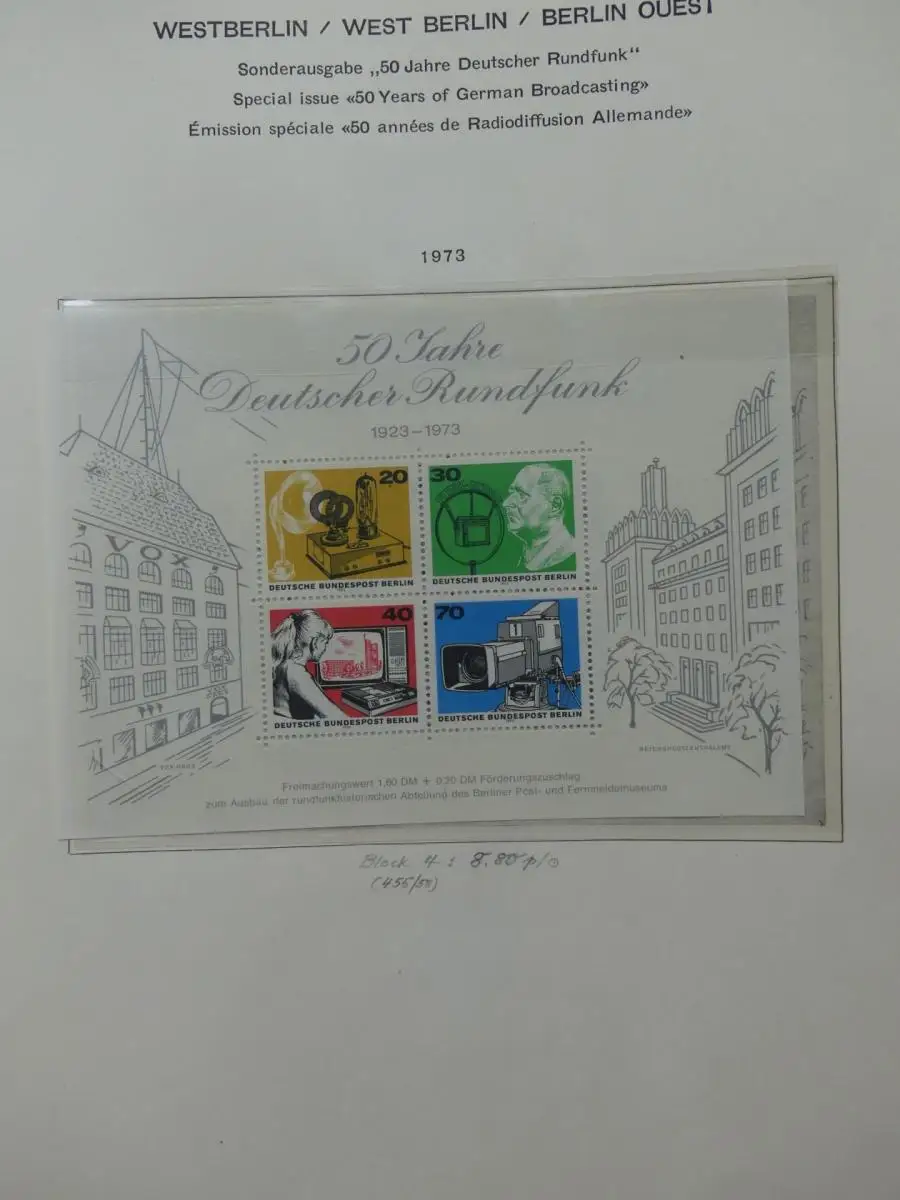 WESTBERLIN / WEST BERLIN / BERLIN OUEST
Sonderausgabe „50 Jahre Deutscher Rundfunk“
Special issue «50 Years of German Broadcasting»
Émission spéciale «50 années de Radiodiffusion Allemande»
1973
50 Jahre
Deutscher Rundfunk
1923–1973
20
DEUTSCHE BUNDESPOST BERLIN
30
DEUTSCHE BUNDESPOST BERLIN
40
DEUTSCHE BUNDESPOST BERLIN
70
DEUTSCHE BUNDESPOST BERLIN
VOX
VOX-HAUS
Freimachungswert 1,60 DM + 0,20 DM Förderungszuschlag
zum Ausbau der rundfunkhistorischen Abteilung des Berliner Post- und Fernmeldemuseums
Block 4 :